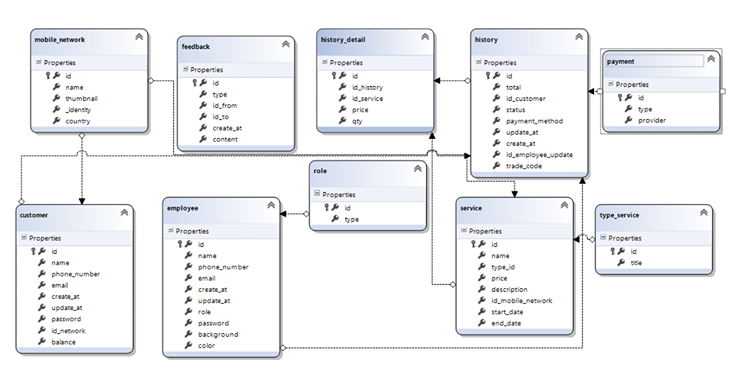 mobile_network
Properties
id
name
thumbnail
_identity
country
feedback
Properties
id
type
id_from
id_to
create_at
content
history_detail
Properties
id
id_history
id_service
price
qty
history
Properties
id
total
id_customer
status
payment_method
update_at
create_at
id_employee_update
trade_code
payment
Properties
id
type
provider
customer
Properties
id
name
phone_number
email
create_at
update_at
password
id_network
balance
employee
Properties
id
name
phone_number
email
create_at
update_at
role
password
background
color
role
Properties
id
type
service
Properties
id
name
type_id
price
description
id_mobile_network
start_date
end_date
type_service
Properties
id
title